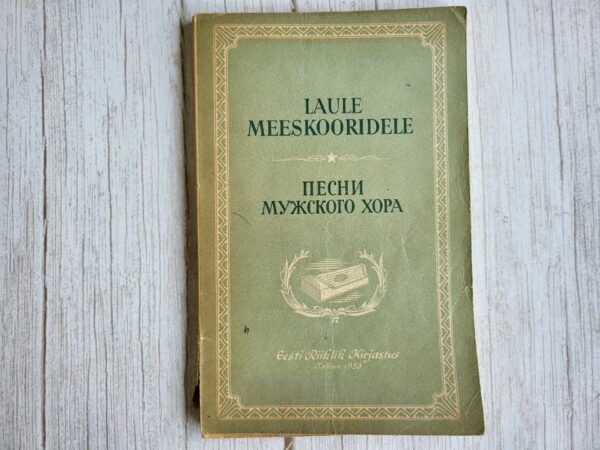 LAULE
MEESKOORIDELE
ПЕСНИ
МУЖСКОГО ХОРА
Eesti Riiklik Kirjastus
Tallinn 1953